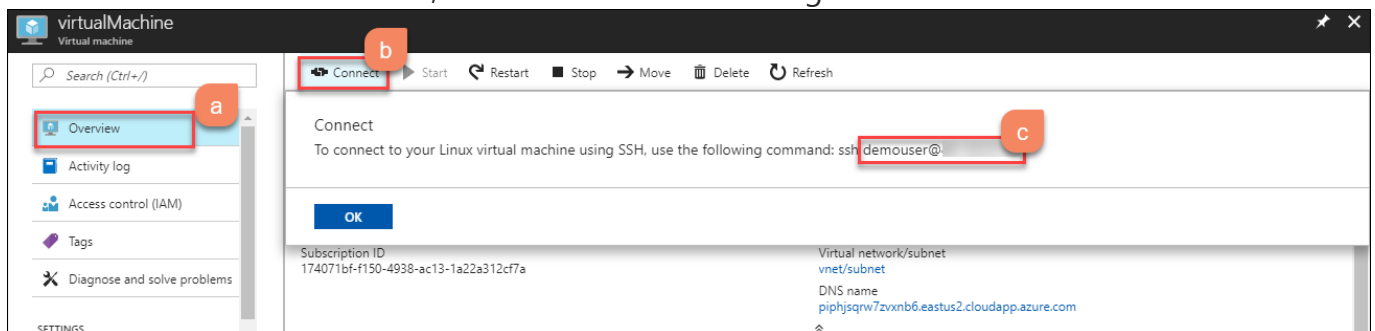 virtualMachine
Virtual machine
Search (Ctrl+/)
a
Overview
Activity log
Access control (IAM)
Tags
Diagnose and solve problems
SETTINGS
b
Connect Start Restart Stop Move Delete Refresh
Connect
c
To connect to your Linux virtual machine using SSH, use the following command: ssh demouser@
OK
Subscription ID
174071bf-f150-4938-ac13-1a22a312cf7a
Virtual network/subnet
vnet/subnet
DNS name
piphjsqrw7zvxnb6.eastus2.cloudapp.azure.com